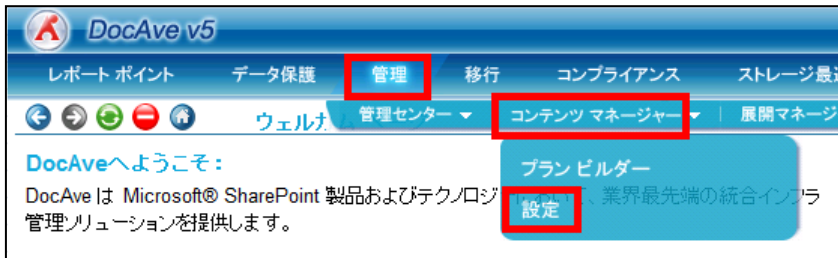 DocAve v5
レポート ポイント データ保護 管理 移行 コンプライアンス ストレージ最
ウェルカ 管理センター コンテンツ マネージャー 展開マネージ
DocAveへようこそ：
プラン ビルダー
DocAve は Microsoft® SharePoint 製品およびテクノロジ において、業界最先端の統合インフラ
設定
管理ソリューションを提供します。